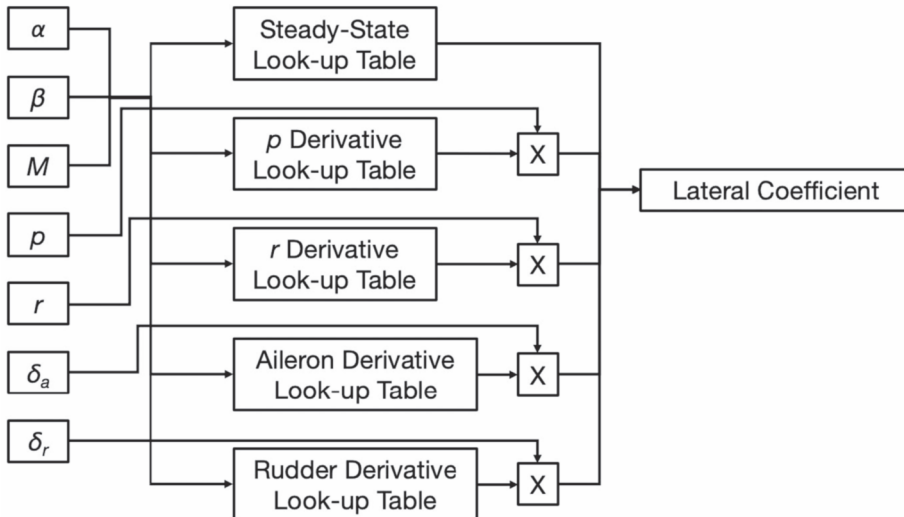 α
β
M
p
r
δa
δr
Steady-State
Look-up Table
p Derivative
Look-up Table
X
r Derivative
Look-up Table
X
Aileron Derivative
Look-up Table
X
Rudder Derivative
Look-up Table
X
Lateral Coefficient